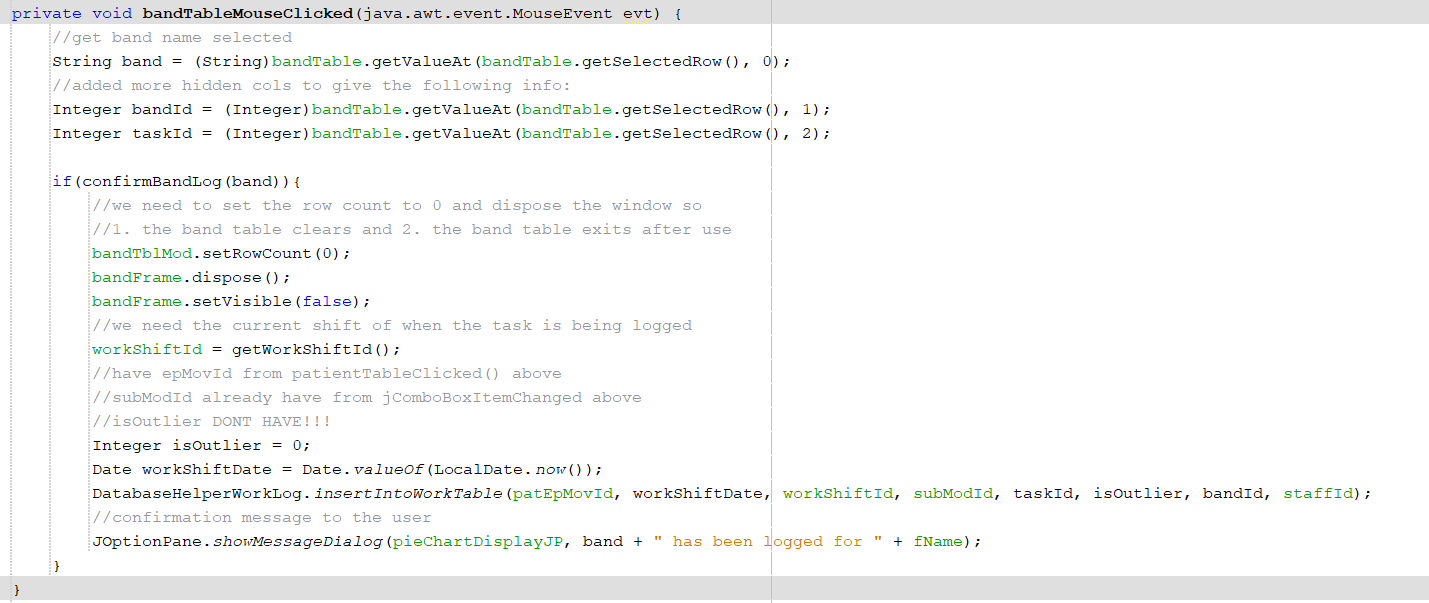 private void bandTableMouseClicked(java.awt.event.MouseEvent evt) {
//get band name selected
String band = (String)bandTable.getValueAt(bandTable.getSelectedRow(), 0);
//added more hidden cols to give the following info:
Integer bandId = (Integer)bandTable.getValueAt(bandTable.getSelectedRow(), 1);
Integer taskId = (Integer)bandTable.getValueAt(bandTable.getSelectedRow(), 2);
if(confirmBandLog(band)){
//we need to set the row count to 0 and dispose the window so
//1. the band table clears and 2. the band table exits after use
bandTblMod.setRowCount(0);
bandFrame.dispose();
bandFrame.setVisible(false);
//we need the current shift of when the task is being logged
workShiftId = getWorkShiftId();
//have epMovId from patientTableClicked() above
//subModId already have from jComboBoxItemChanged above
//isOutlier DONT HAVE!!!
Integer isOutlier = 0;
Date workShiftDate = Date.valueOf(LocalDate.now());
DatabaseHelperWorkLog.insertIntoWorkTable(patEpMovId, workShiftDate, workShiftId, subModId, taskId, isOutlier, bandId, staffId);
//confirmation message to the user
JOptionPane.showMessageDialog(pieChartDisplayJP, band + " has been logged for " + fName);
}
}